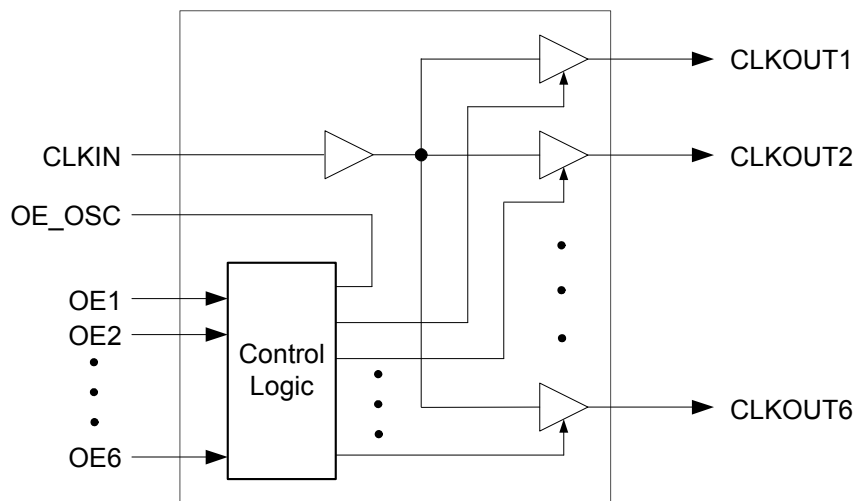 CLKOUT1
CLKIN
CLKOUT2
OE_OSC
OE1
OE2
Control
Logic
CLKOUT6
OE6